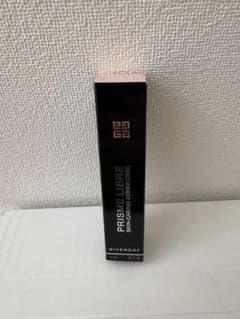 PRISME LIBRE
SKIN-CARING CORRECTOR
GIVENCHY